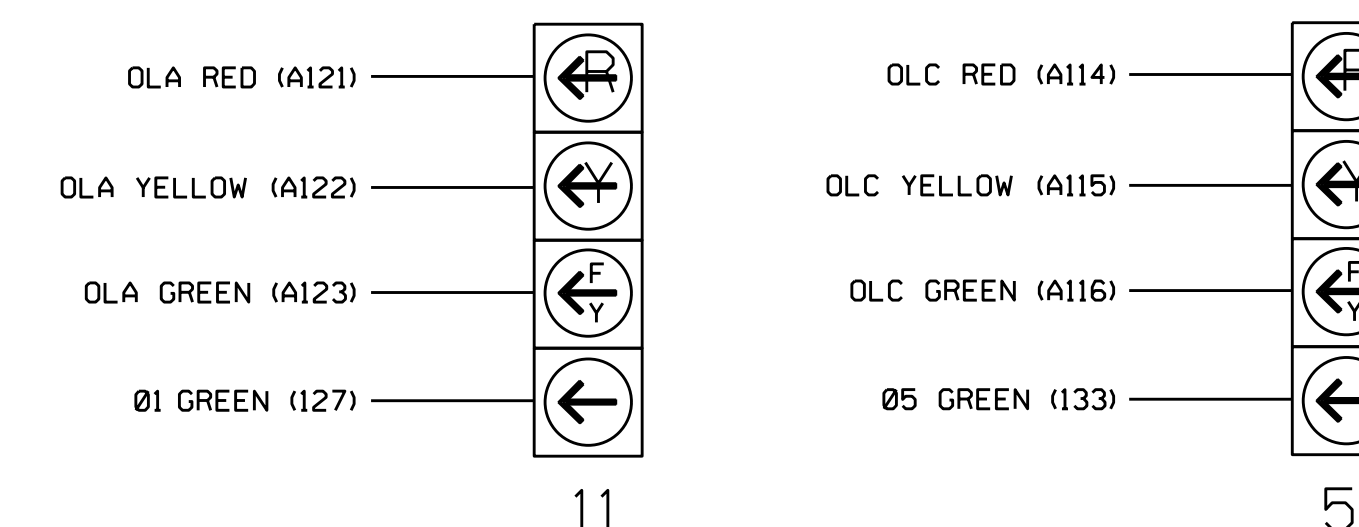 OLA RED (A121)
R
OLA YELLOW (A122)
Y
OLA GREEN (A123)
F
Y
Ø1 GREEN (127)
11
OLC RED (A114)
OLC YELLOW (A115)
Y
OLC GREEN (A116)
F
Y
Ø5 GREEN (133)
5